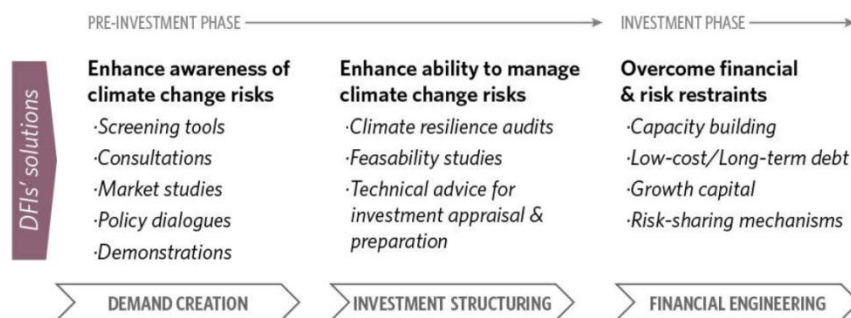 PRE-INVESTMENT PHASE
INVESTMENT PHASE
DFIs' solutions
Enhance awareness of
climate change risks
·Screening tools
·Consultations
·Market studies
·Policy dialogues
·Demonstrations
Enhance ability to manage
climate change risks
·Climate resilience audits
·Feasability studies
·Technical advice for
investment appraisal &
preparation
Overcome financial
& risk restraints
·Capacity building
·Low-cost/Long-term debt
·Growth capital
·Risk-sharing mechanisms
DEMAND CREATION
INVESTMENT STRUCTURING
FINANCIAL ENGINEERING